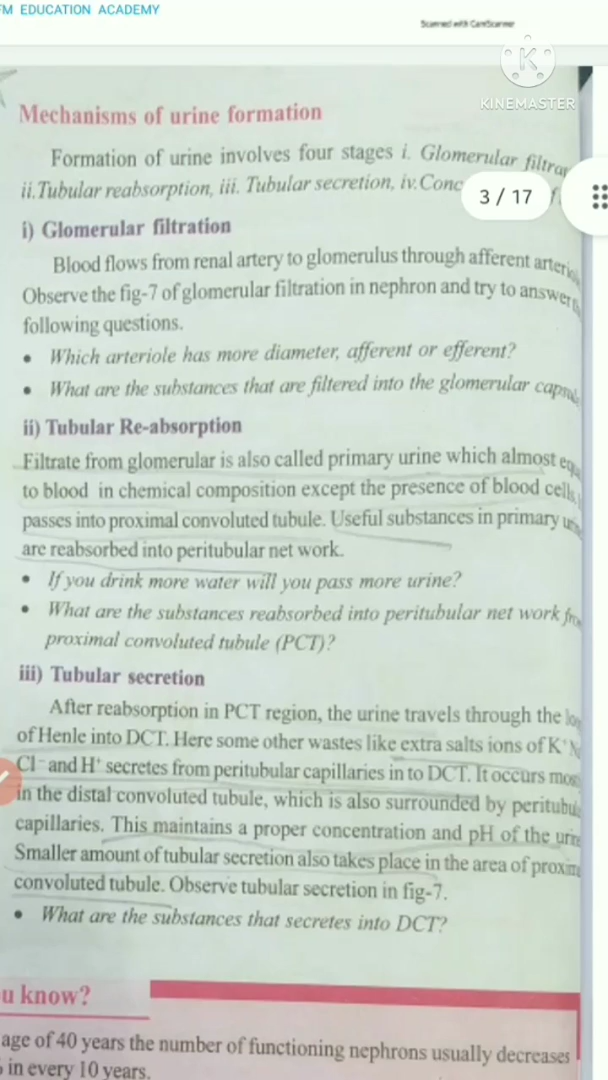 FM EDUCATION ACADEMY
Scanned with CamScanner
KINEMASTER
3 / 17
Mechanisms of urine formation
Formation of urine involves four stages i. Glomerular filtra
ii.Tubular reabsorption, iii. Tubular secretion, iv.Conc
i) Glomerular filtration
Blood flows from renal artery to glomerulus through afferent arteri
Observe the fig-7 of glomerular filtration in nephron and try to answer
following questions.
• Which arteriole has more diameter, afferent or efferent?
• What are the substances that are filtered into the glomerular capsu
ii) Tubular Re-absorption
Filtrate from glomerular is also called primary urine which almost equ
to blood in chemical composition except the presence of blood cells
passes into proximal convoluted tubule. Useful substances in primary
are reabsorbed into peritubular net work.
• If you drink more water will you pass more urine?
• What are the substances reabsorbed into peritubular net work fro
proximal convoluted tubule (PCT)?
iii) Tubular secretion
After reabsorption in PCT region, the urine travels through the
of Henle into DCT. Here some other wastes like extra salts ions of K⁺
Cl⁻ and H⁺ secretes from peritubular capillaries in to DCT. It occurs mos
in the distal convoluted tubule, which is also surrounded by peritubu
capillaries. This maintains a proper concentration and pH of the urine
Smaller amount of tubular secretion also takes place in the area of proxim
convoluted tubule. Observe tubular secretion in fig-7.
• What are the substances that secretes into DCT?
u know?
age of 40 years the number of functioning nephrons usually decreases
in every 10 years.